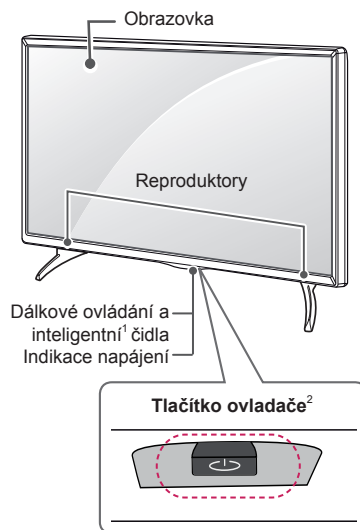 Obrazovka
Reproduktory
Dálkové ovládání a
inteligentní¹ čidla
Indikace napájení
Tlačítko ovladače²